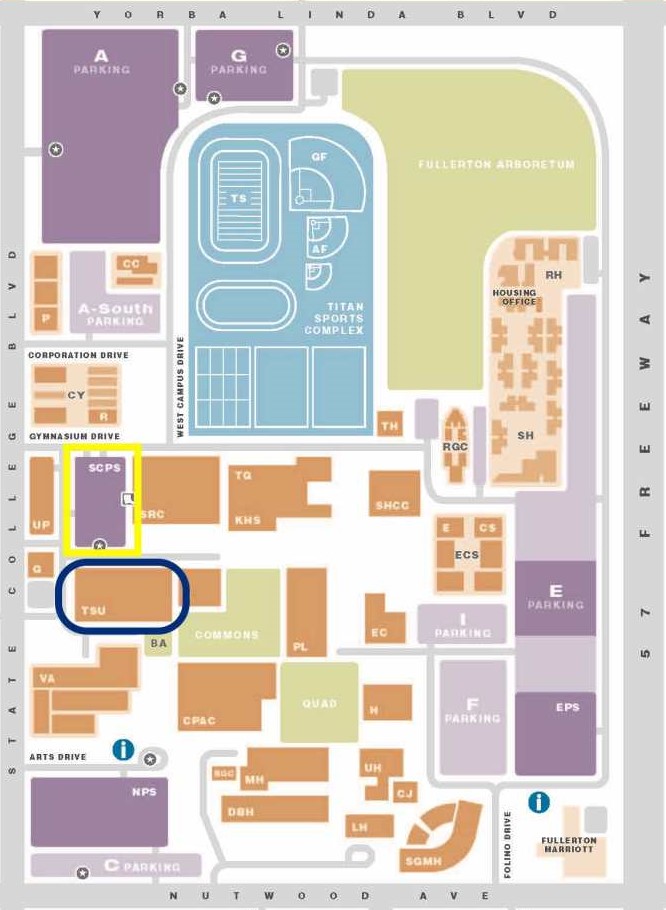 YORBA LINDA BLVD
A
PARKING
G
PARKING
GF
TS
AF
FULLERTON ARBORETUM
CC
P
A-South
PARKING
TITAN
SPORTS
COMPLEX
RH
HOUSING
OFFICE
CORPORATION DRIVE
CY
R
WEST CAMPUS DRIVE
GYMNASIUM DRIVE
TH
RGC
SH
STATE COLLEGE BLVD
57 FREEWAY
SCPS
UP
SRC
TG
KHS
SHCC
E
CS
ECS
G
TSU
BA
COMMONS
PL
EC
I
PARKING
E
PARKING
VA
CPAC
QUAD
H
F
PARKING
EPS
ARTS DRIVE
i
SGC
MH
UH
CJ
NPS
DBH
LH
SGMH
FOLINO DRIVE
i
FULLERTON
MARRIOTT
C PARKING
NUTWOOD AVE